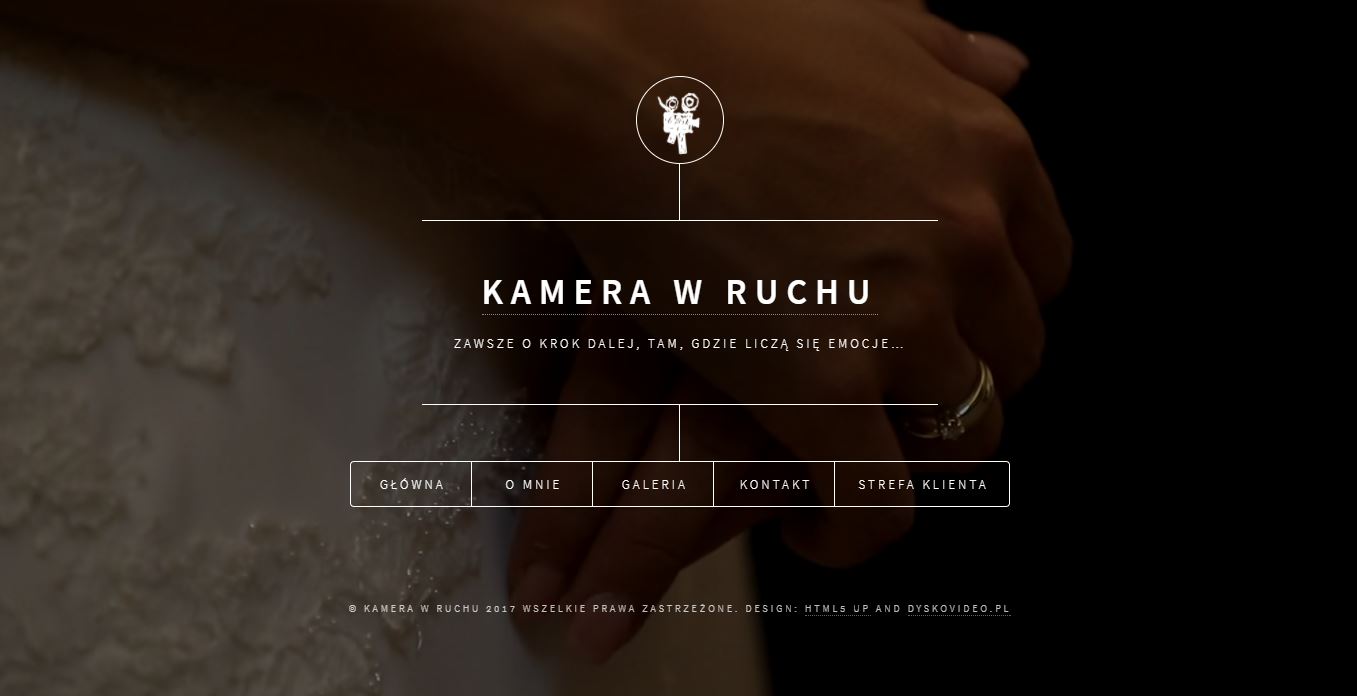 KAMERA W RUCHU
ZAWSZE O KROK DALEJ, TAM, GDZIE LICZĄ SIĘ EMOCJE...
GŁÓWNA O MNIE GALERIA KONTAKT STREFA KLIENTA
© KAMERA W RUCHU 2017 WSZELKIE PRAWA ZASTRZEŻONE. DESIGN: HTML5 UP AND DYSKOVIDEO.PL